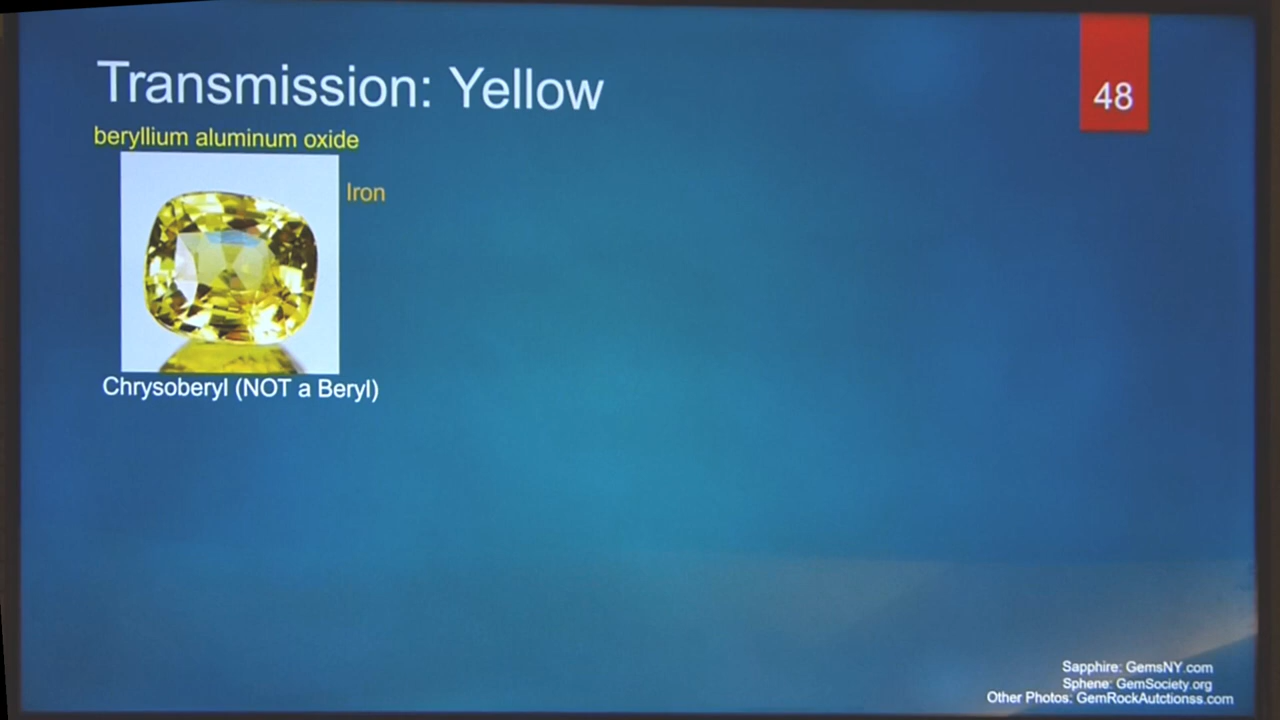 Transmission: Yellow
48
beryllium aluminum oxide
Iron
Chrysoberyl (NOT a Beryl)
Sapphire: GemsNY.com
Sphene: GemSociety.org
Other Photos: GemRockAutctionss.com